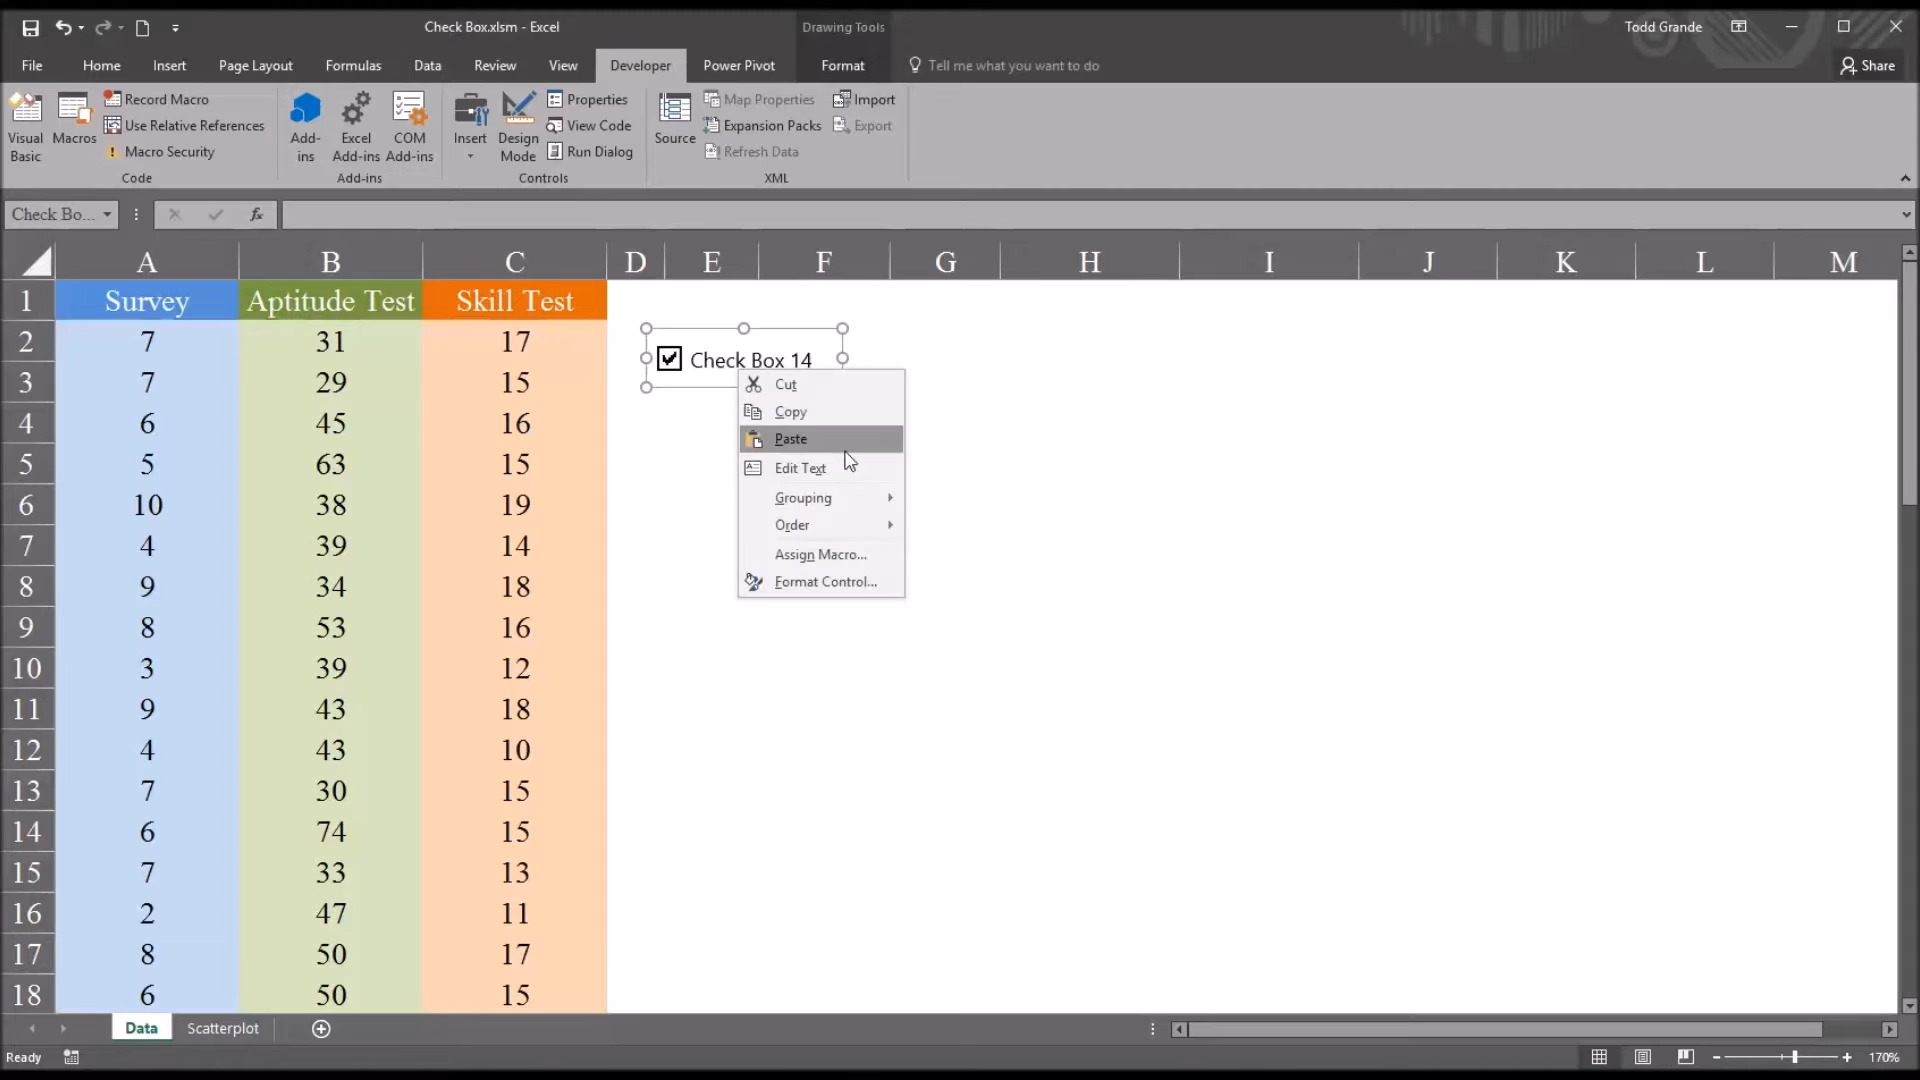 Check Box.xlsm - Excel
Drawing Tools
Todd Grande
File Home Insert Page Layout Formulas Data Review View Developer Power Pivot Format Tell me what you want to do Share
Visual Basic
Macros
Record Macro
Use Relative References
Macro Security
Code
Add-ins
Excel Add-ins
COM Add-ins
Add-ins
Insert
Design Mode
Properties
View Code
Run Dialog
Controls
Source
Map Properties
Expansion Packs
Refresh Data
Import
Export
XML
Check Bo... fx
A B C D E F G H I J K L M
1 Survey Aptitude Test Skill Test
2 7 31 17
3 7 29 15
4 6 45 16
5 5 63 15
6 10 38 19
7 4 39 14
8 9 34 18
9 8 53 16
10 3 39 12
11 9 43 18
12 4 43 10
13 7 30 15
14 6 74 15
15 7 33 13
16 2 47 11
17 8 50 17
18 6 50 15
Check Box 14
Cut
Copy
Paste
Edit Text
Grouping
Order
Assign Macro...
Format Control...
Data Scatterplot
Ready 170%